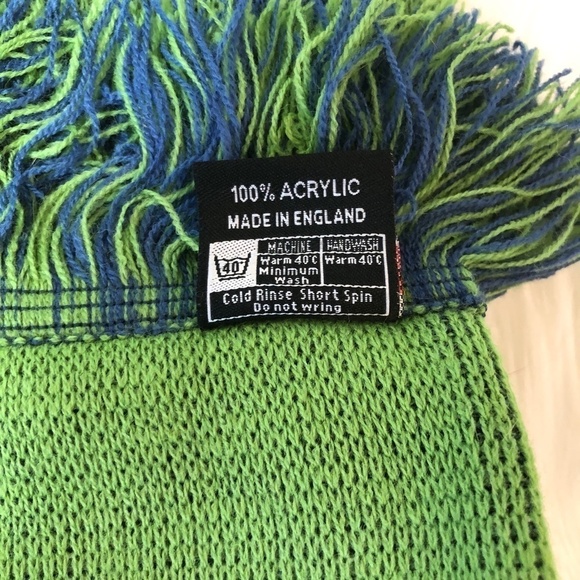 100% ACRYLIC
MADE IN ENGLAND
MACHINE HANDWASH
40 Warm 40°C Warm 40°C
Minimum
Wash
Cold Rinse Short Spin
Do not wring